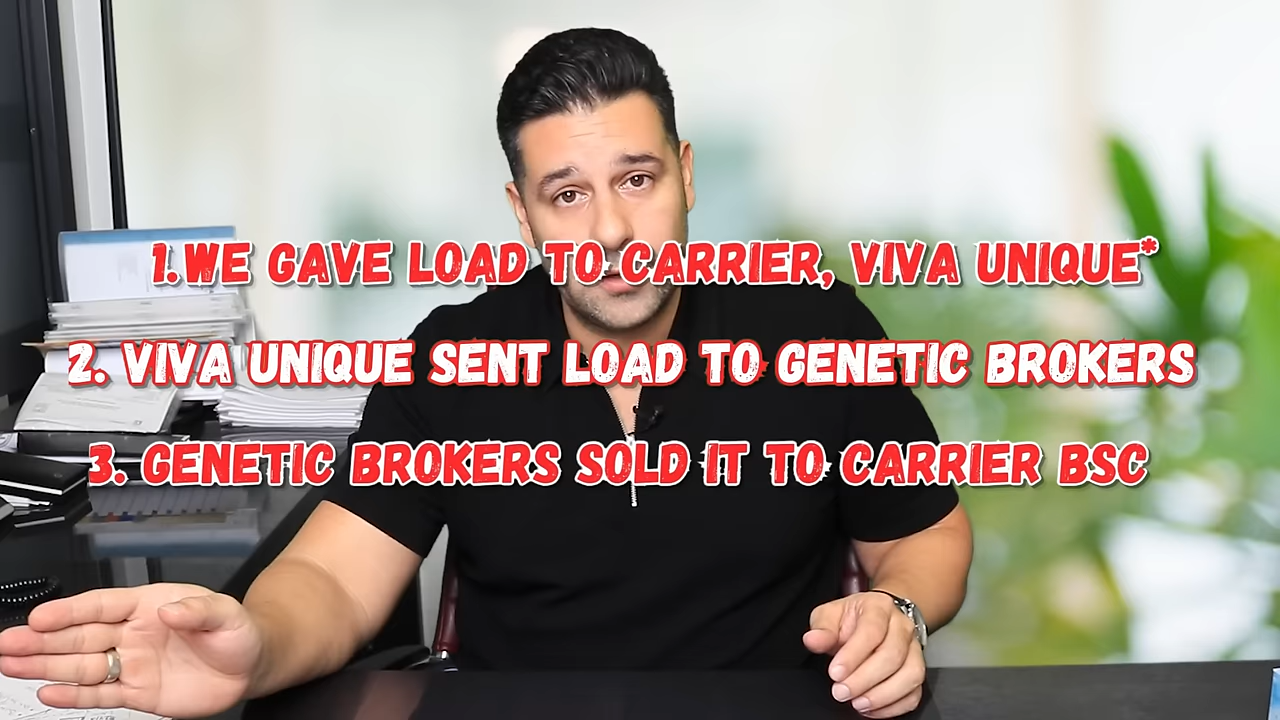 1.WE GAVE LOAD TO CARRIER, VIVA UNIQUE*
2. VIVA UNIQUE SENT LOAD TO GENETIC BROKERS
3. GENETIC BROKERS SOLD IT TO CARRIER BSC